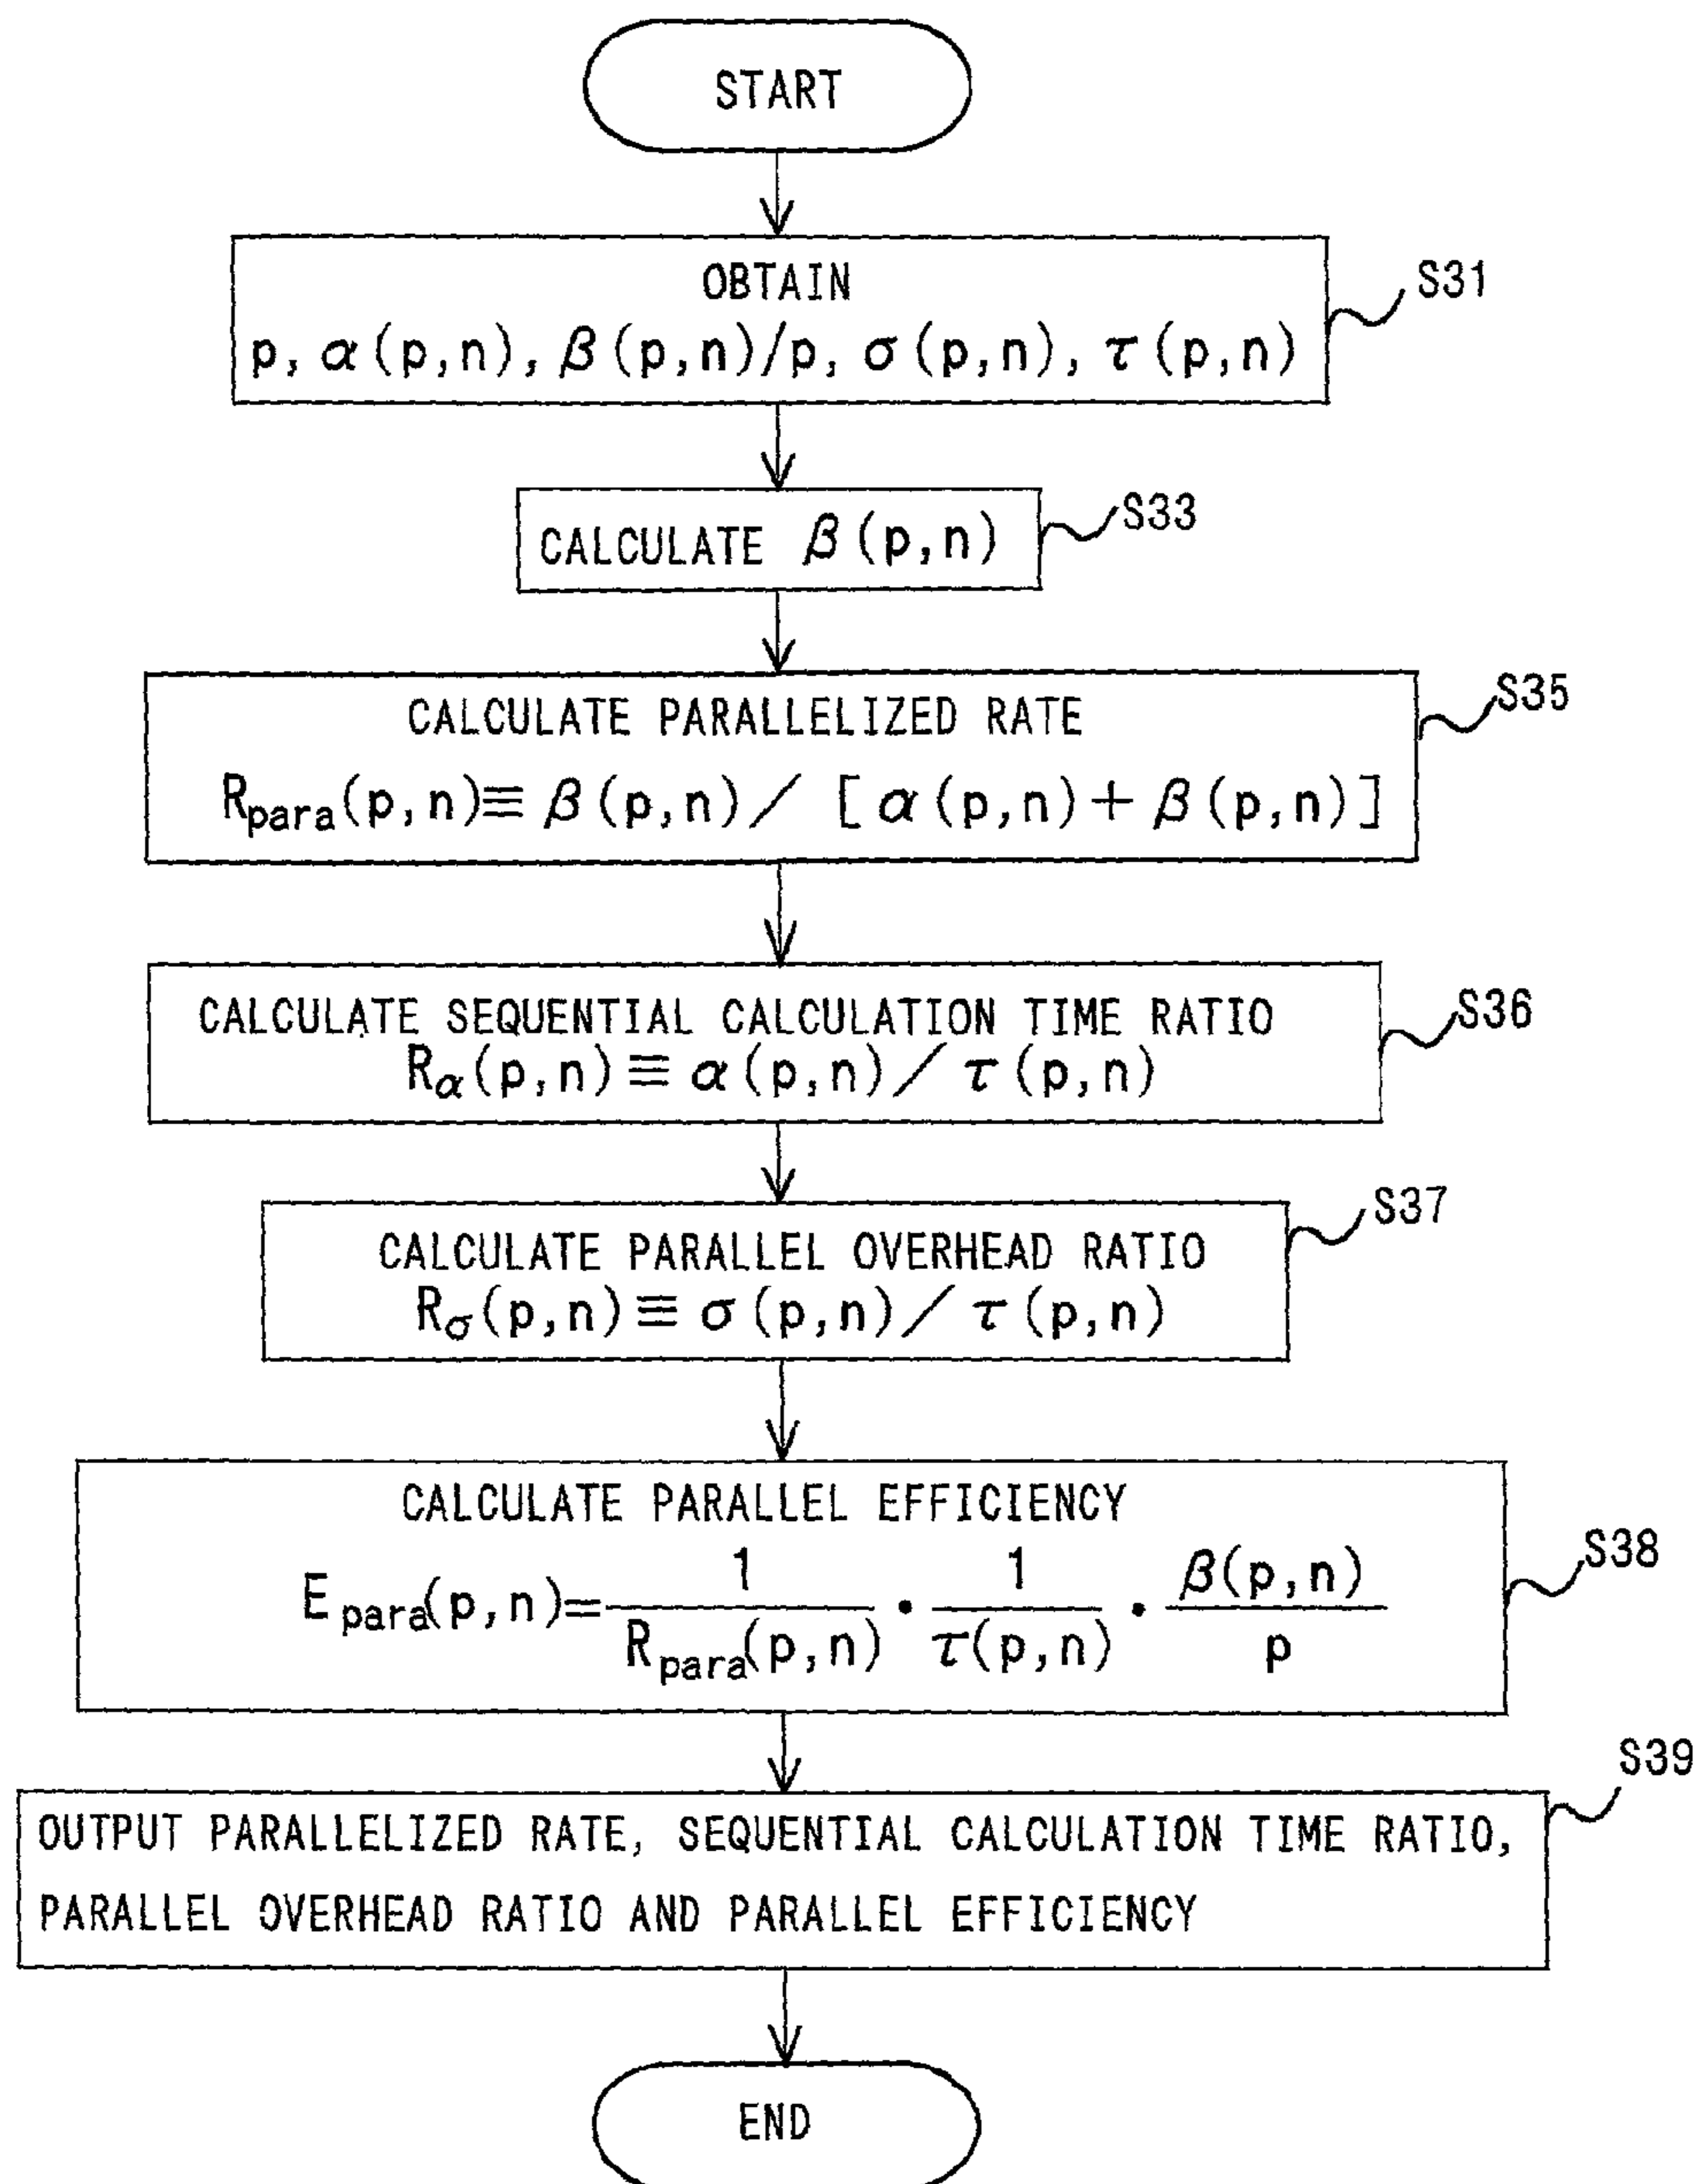 START
OBTAIN
p, α(p,n), β(p,n)/p, σ(p,n), τ(p,n)
S31
CALCULATE β(p,n)
S33
CALCULATE PARALLELIZED RATE
Rpara(p,n)≡ β(p,n)/ [α(p,n)+ β(p,n)]
S35
CALCULATE SEQUENTIAL CALCULATION TIME RATIO
Rα(p,n)≡ α(p,n)/ τ(p,n)
S36
CALCULATE PARALLEL OVERHEAD RATIO
Rσ(p,n)≡ σ(p,n)/ τ(p,n)
S37
CALCULATE PARALLEL EFFICIENCY
Epara(p,n)= 1/Rpara(p,n) • 1/τ(p,n) • β(p,n)/p
S38
OUTPUT PARALLELIZED RATE, SEQUENTIAL CALCULATION TIME RATIO,
PARALLEL OVERHEAD RATIO AND PARALLEL EFFICIENCY
S39
END